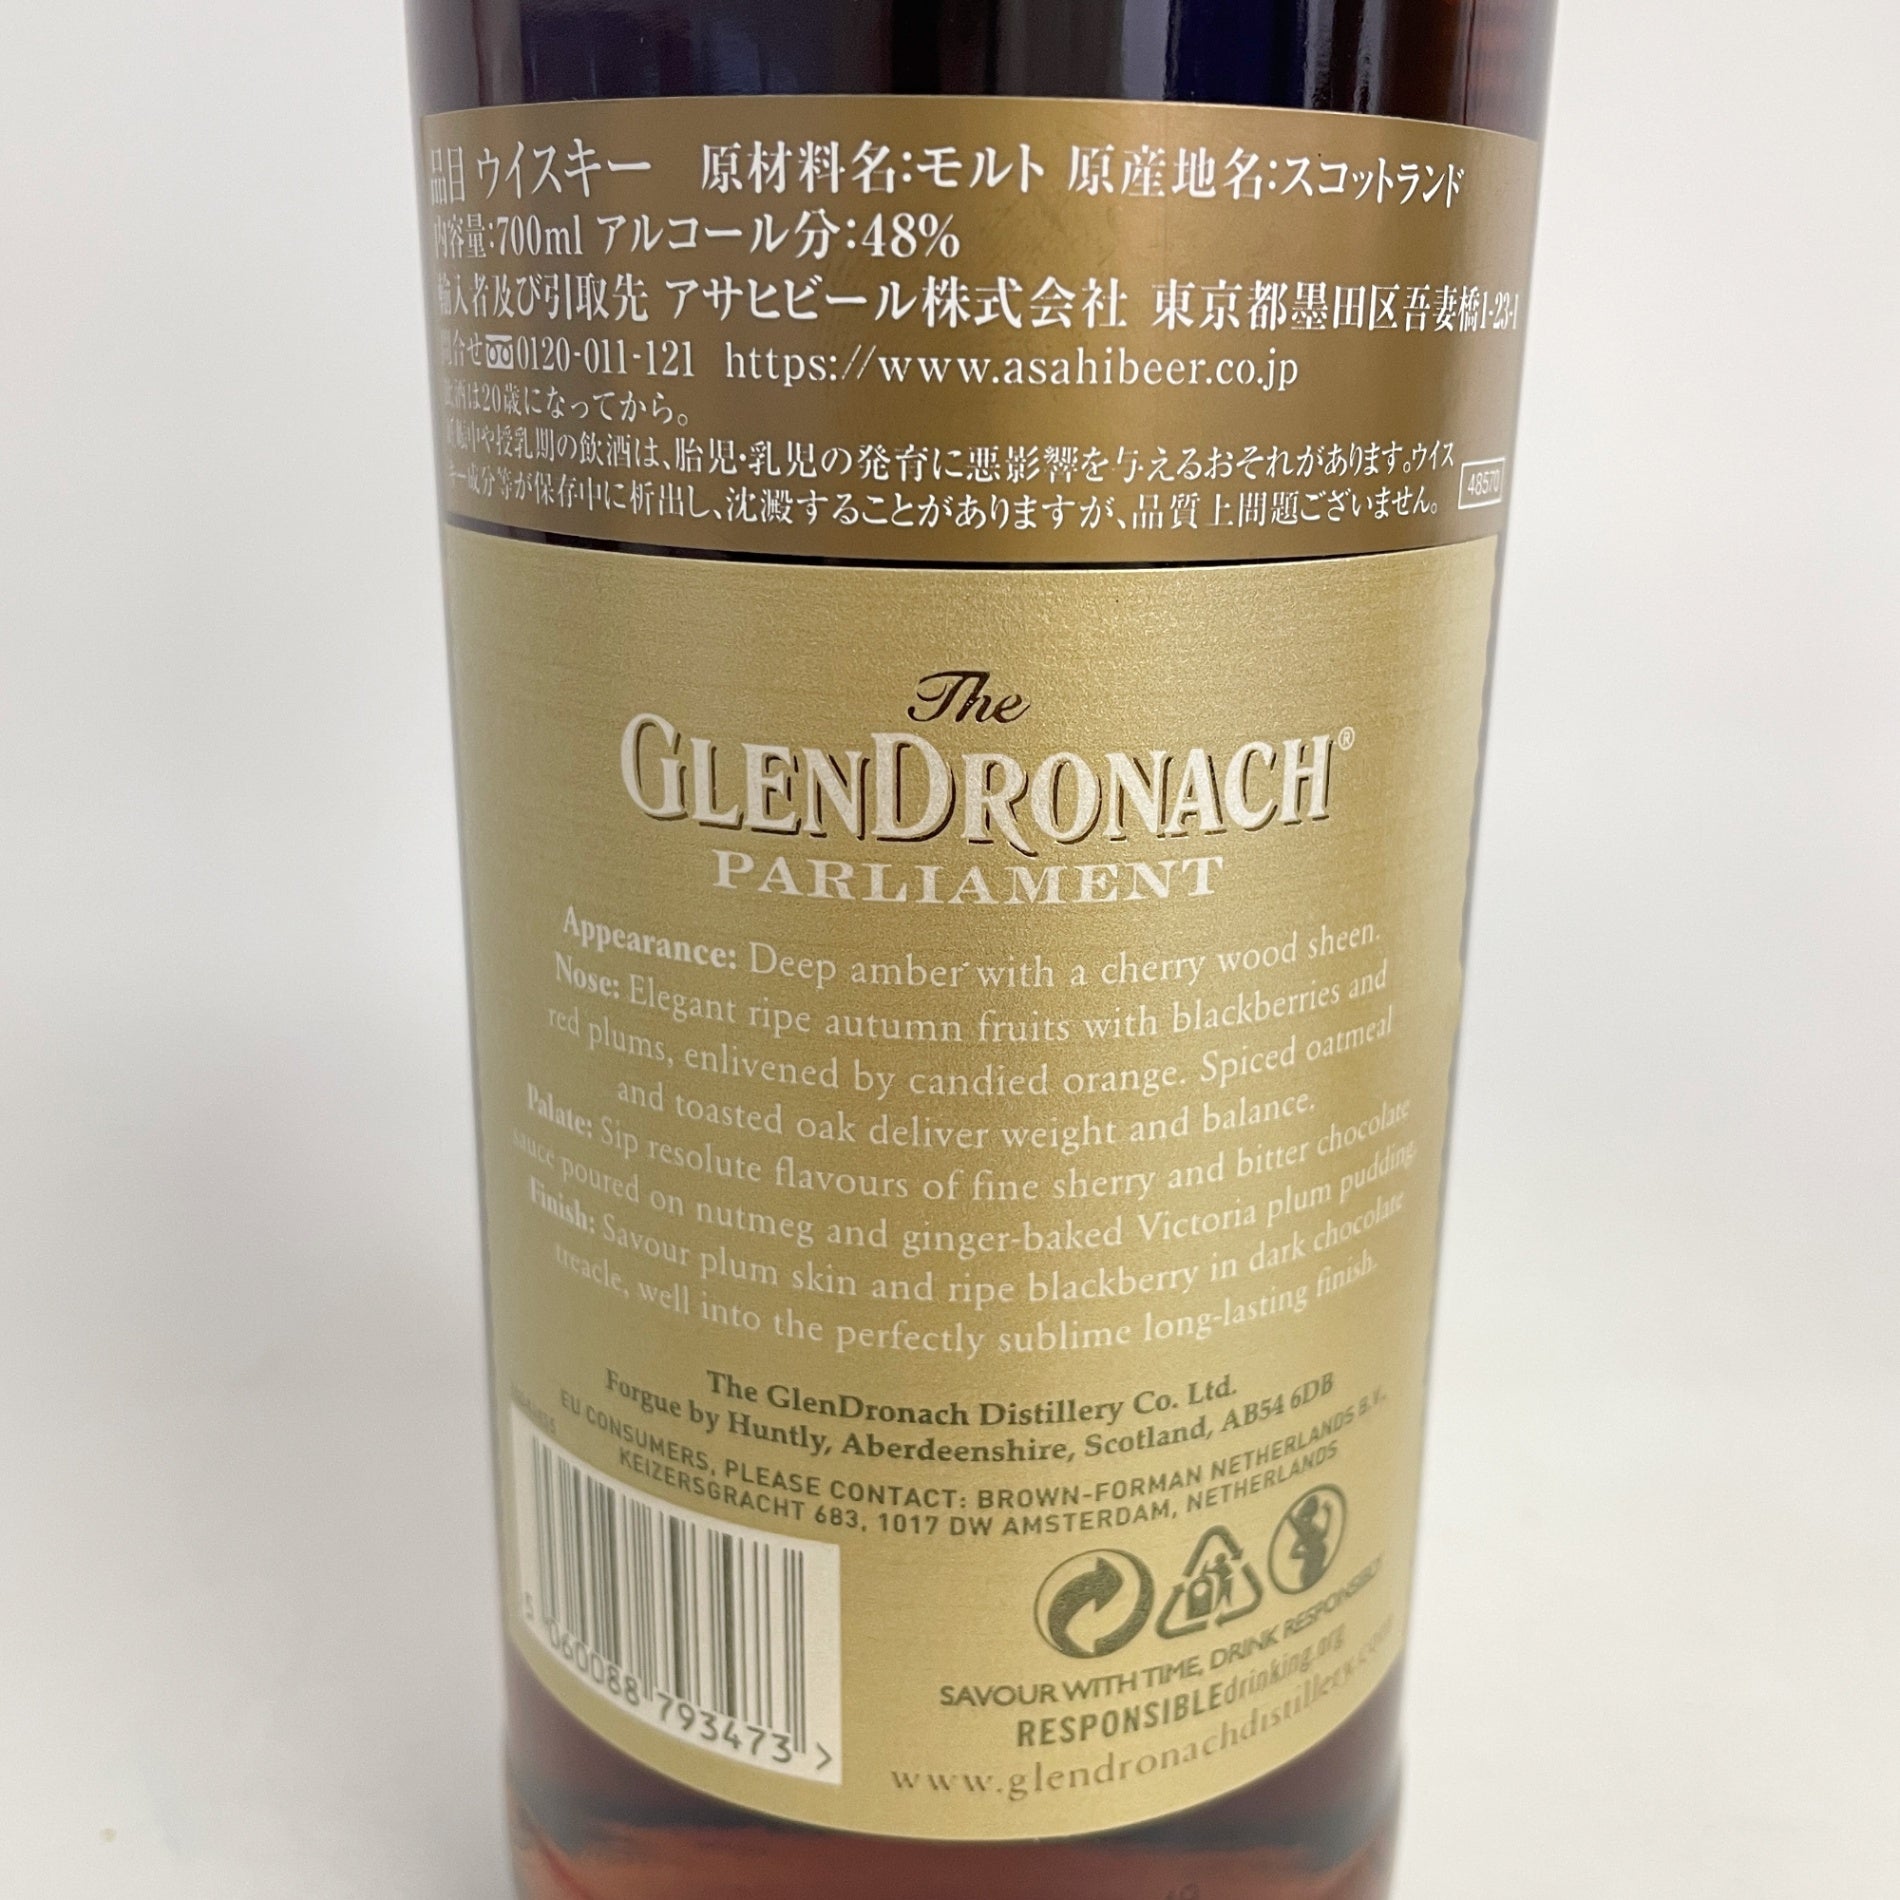 品目 ウイスキー 原材料名:モルト 原産地名:スコットランド
内容量:700ml アルコール分:48%
輸入者及び引取先 アサヒビール株式会社 東京都墨田区吾妻橋1-23-1
問合せ 0120-011-121 https://www.asahibeer.co.jp
飲酒は20歳になってから。
妊娠中や授乳期の飲酒は、胎児・乳児の発育に悪影響を与えるおそれがあります。ウイス
キー成分等が保存中に析出し、沈澱することがありますが、品質上問題ございません。
48570
The
GLENDRONACH®
PARLIAMENT
Appearance: Deep amber with a cherry wood sheen.
Nose: Elegant ripe autumn fruits with blackberries and
red plums, enlivened by candied orange. Spiced oatmeal
and toasted oak deliver weight and balance.
Palate: Sip resolute flavours of fine sherry and bitter chocolate
sauce poured on nutmeg and ginger-baked Victoria plum pudding.
Finish: Savour plum skin and ripe blackberry in dark chocolate
treacle, well into the perfectly sublime long-lasting finish.
The GlenDronach Distillery Co. Ltd.
Forgue by Huntly, Aberdeenshire, Scotland, AB54 6DB
EU CONSUMERS, PLEASE CONTACT: BROWN-FORMAN NETHERLANDS B.V.
KEIZERSGRACHT 683, 1017 DW AMSTERDAM, NETHERLANDS
5 060088 793473 >
SAVOUR WITH TIME, DRINK RESPONSIBLY
RESPONSIBLEdrinking.org
www.glendronachdistillery.com